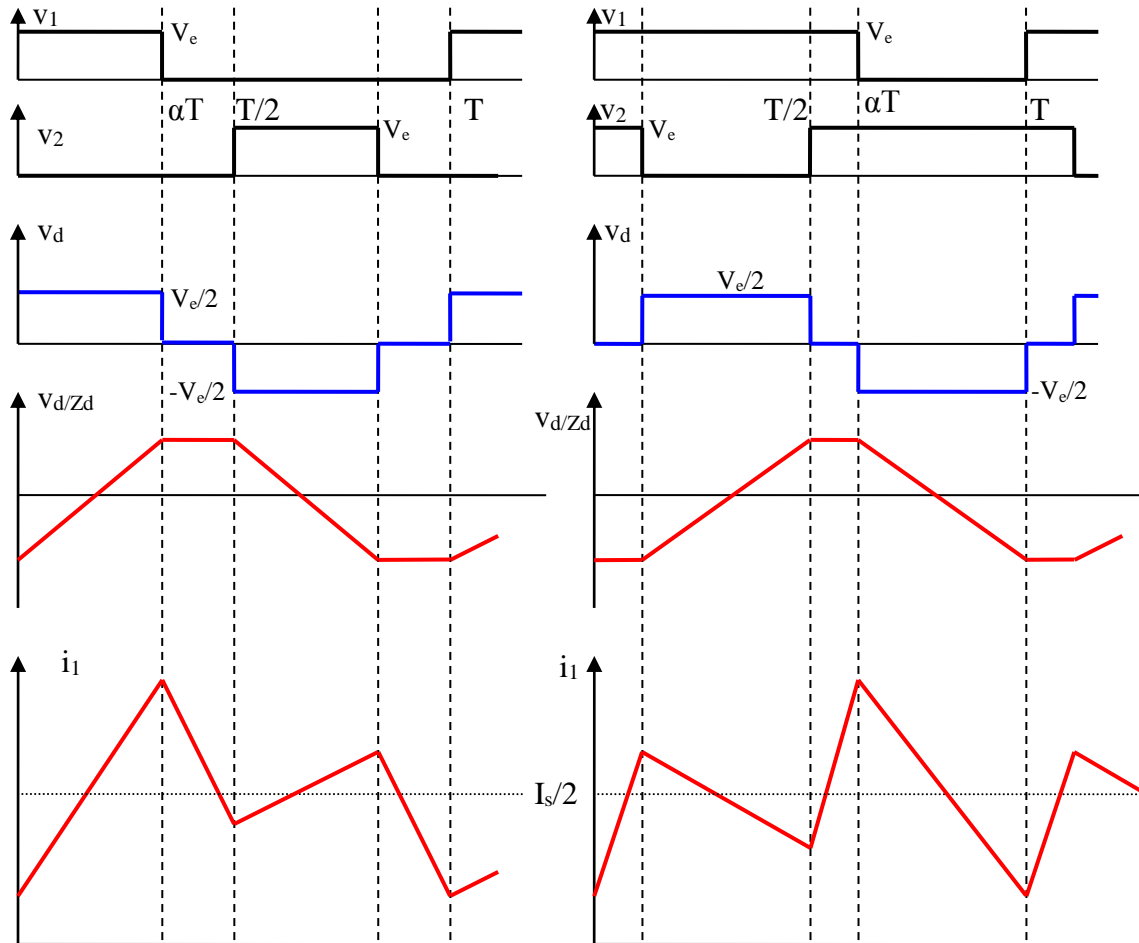 v1
Ve
αT
T/2
T
v2
Ve
vd
Ve/2
-Ve/2
vd/Zd
i1
Is/2
v1
Ve
T/2
αT
T
v2
Ve
vd
Ve/2
-Ve/2
vd/Zd
i1